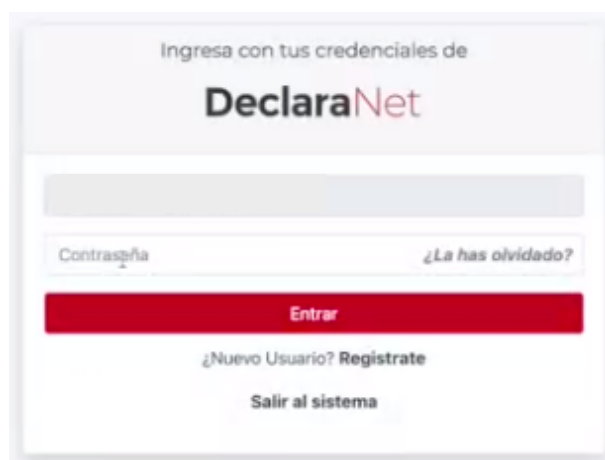 Ingresa con tus credenciales de
DeclaraNet
Contraseña ¿La has olvidado?
Entrar
¿Nuevo Usuario? Registrate
Salir al sistema